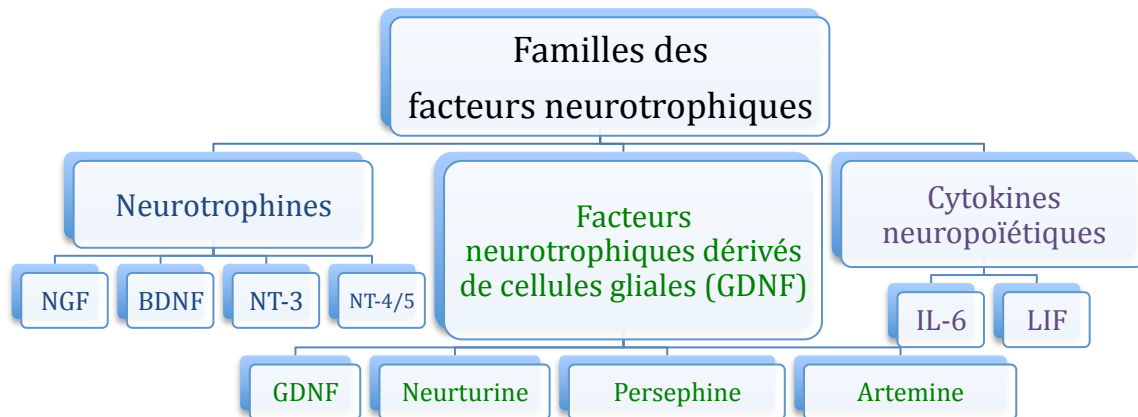 Familles des
facteurs neurotrophiques
Neurotrophines
Facteurs
neurotrophiques dérivés
de cellules gliales (GDNF)
Cytokines
neuropoïétiques
NGF
BDNF
NT-3
NT-4/5
IL-6
LIF
GDNF
Neurturine
Persephine
Artemine